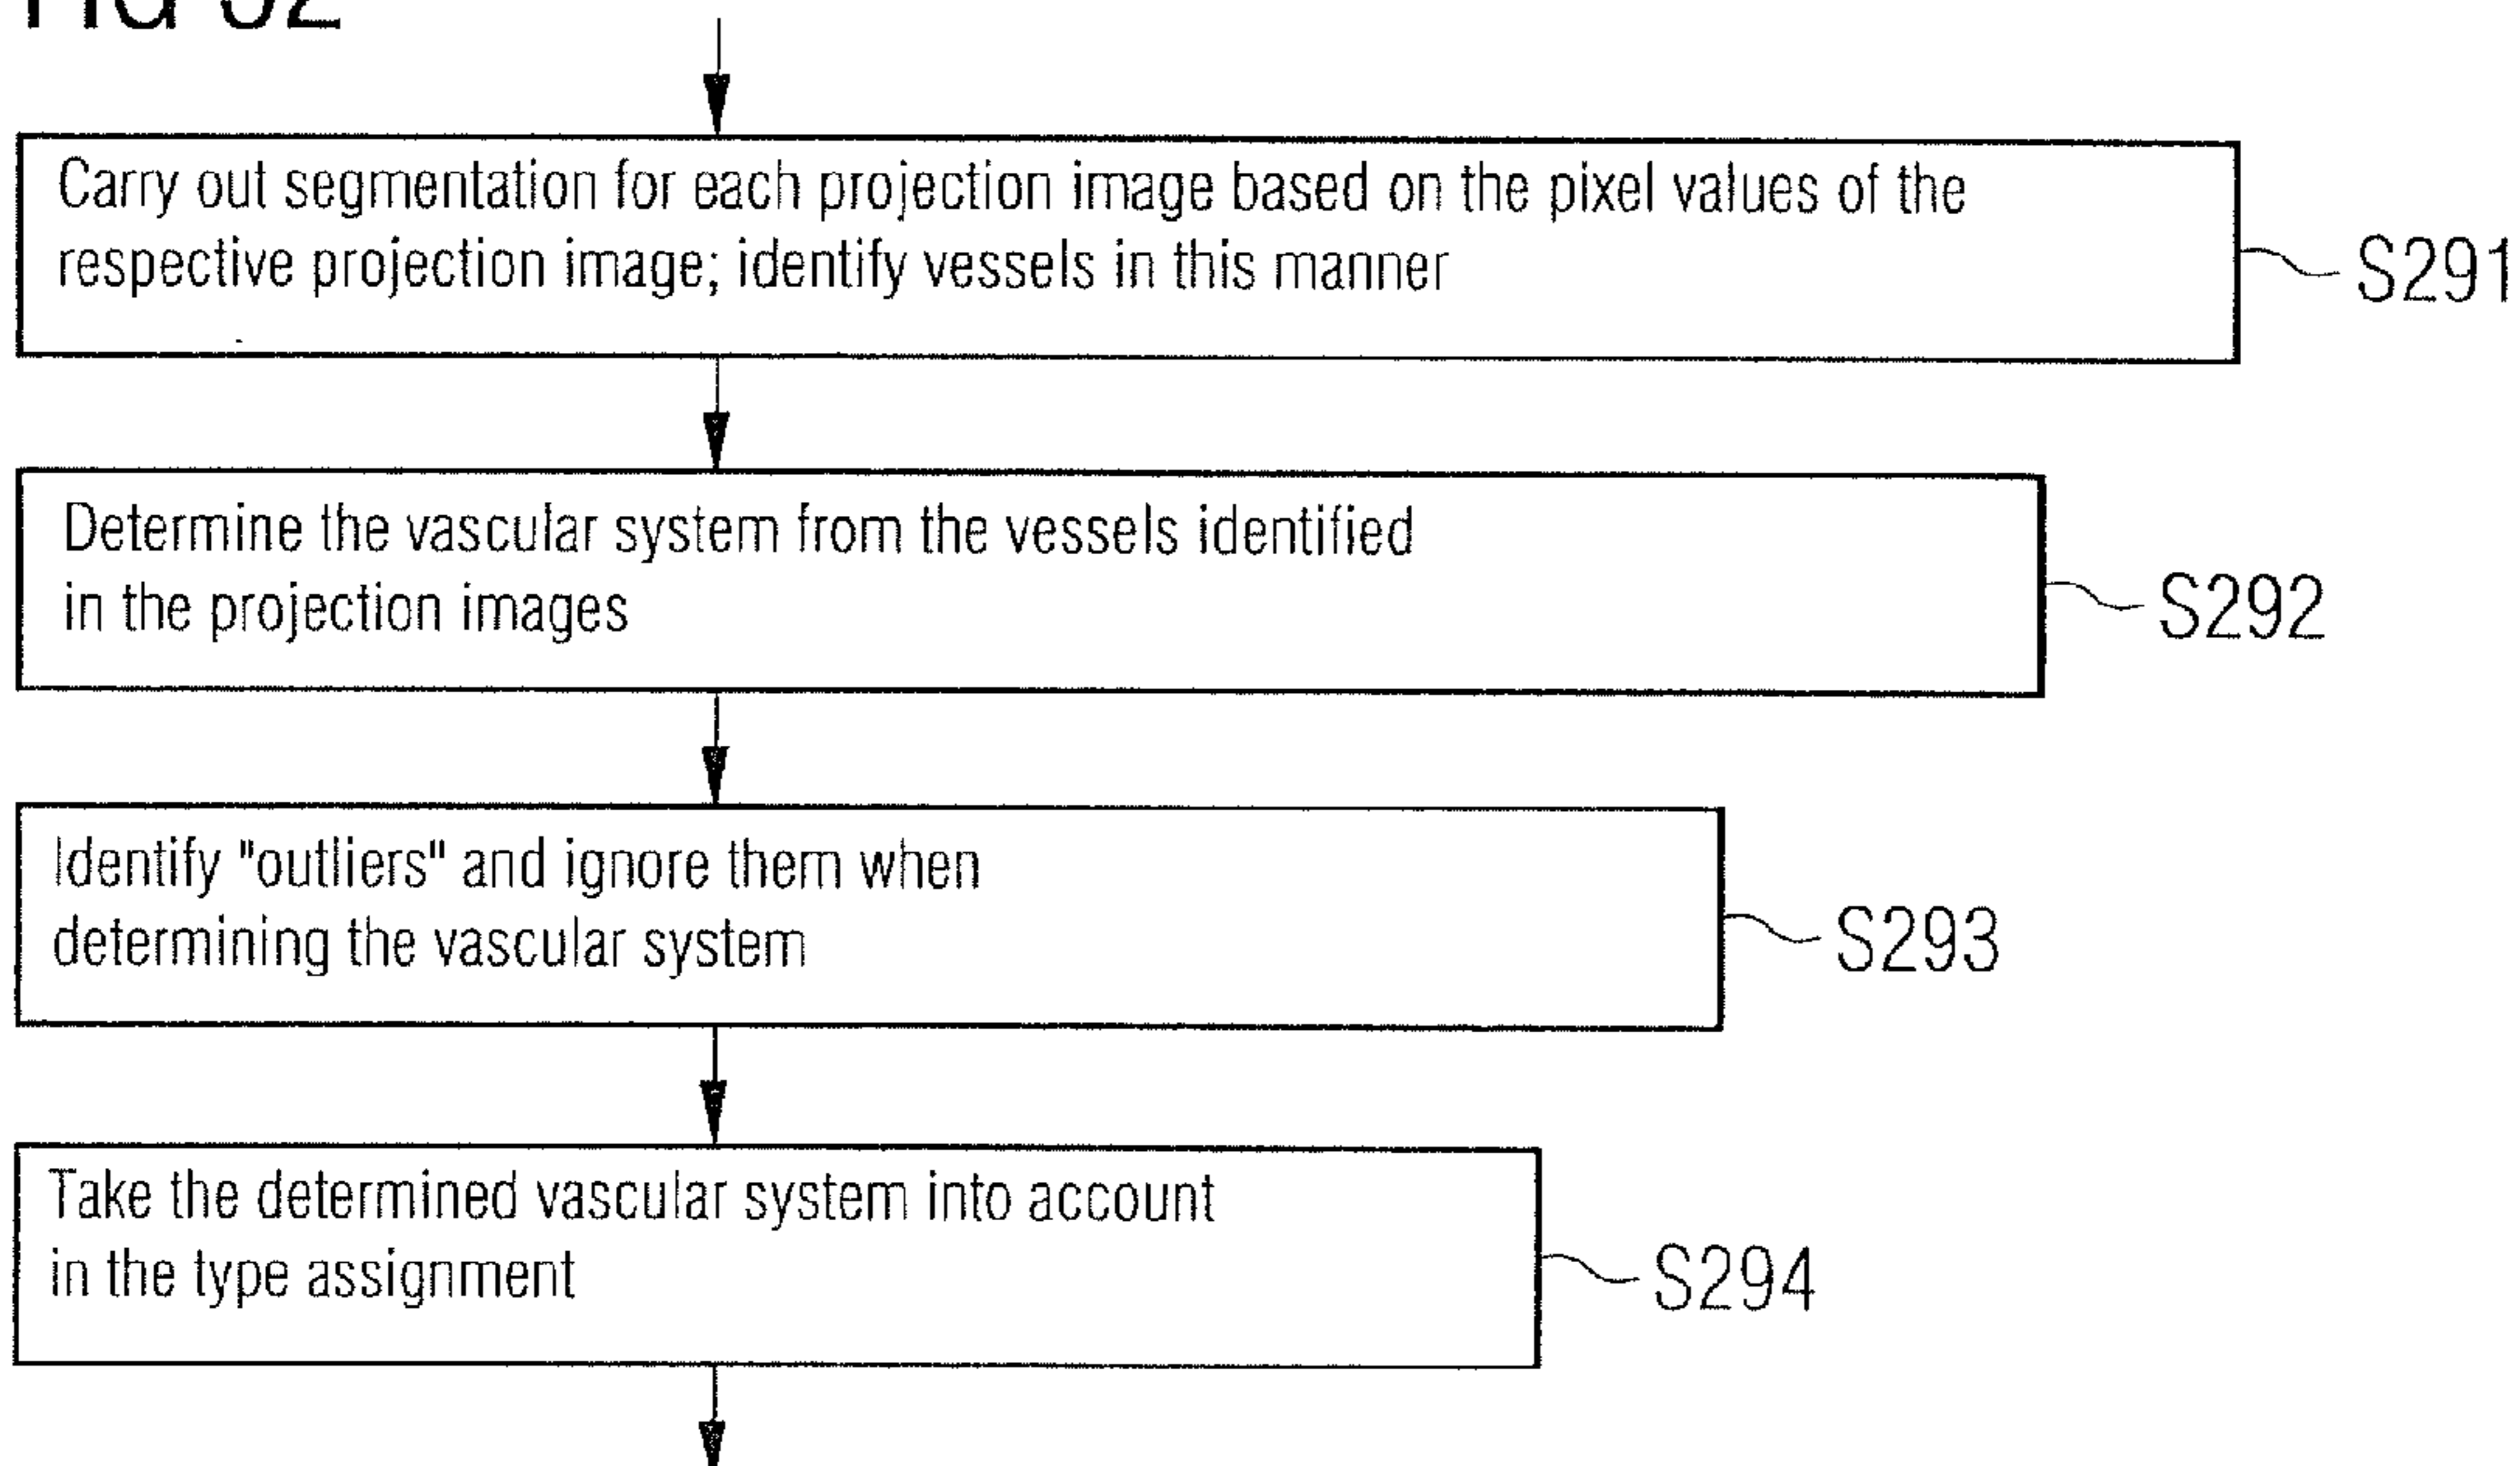 FIG 32
Carry out segmentation for each projection image based on the pixel values of the
respective projection image; identify vessels in this manner
S291
Determine the vascular system from the vessels identified
in the projection images
S292
Identify "outliers" and ignore them when
determining the vascular system
S293
Take the determined vascular system into account
in the type assignment
S294